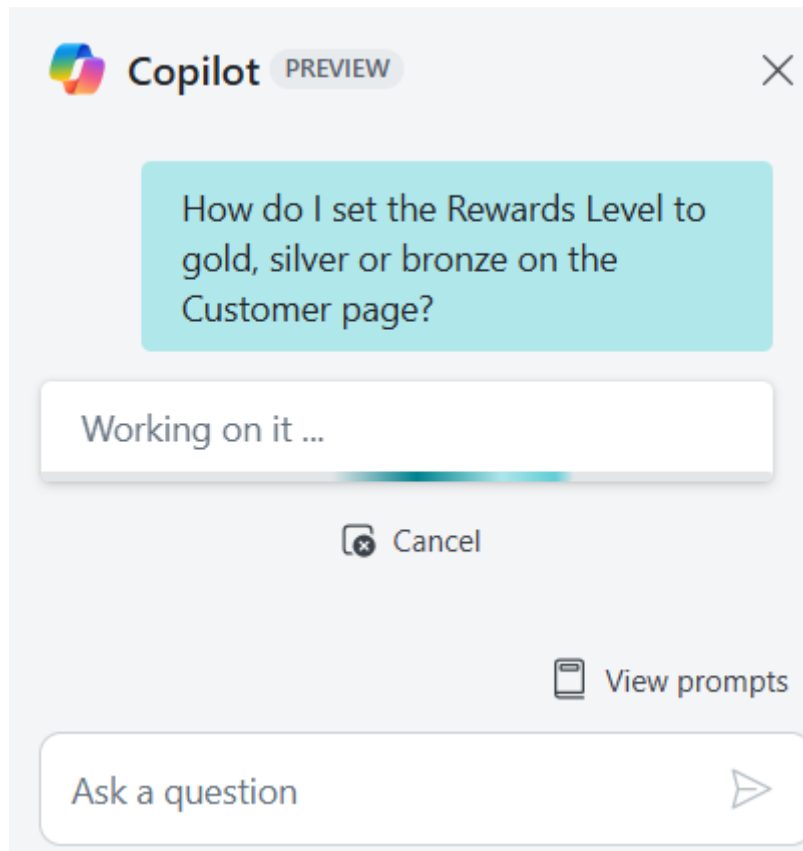 Copilot PREVIEW
How do I set the Rewards Level to
gold, silver or bronze on the
Customer page?
Working on it ...
Cancel
View prompts
Ask a question